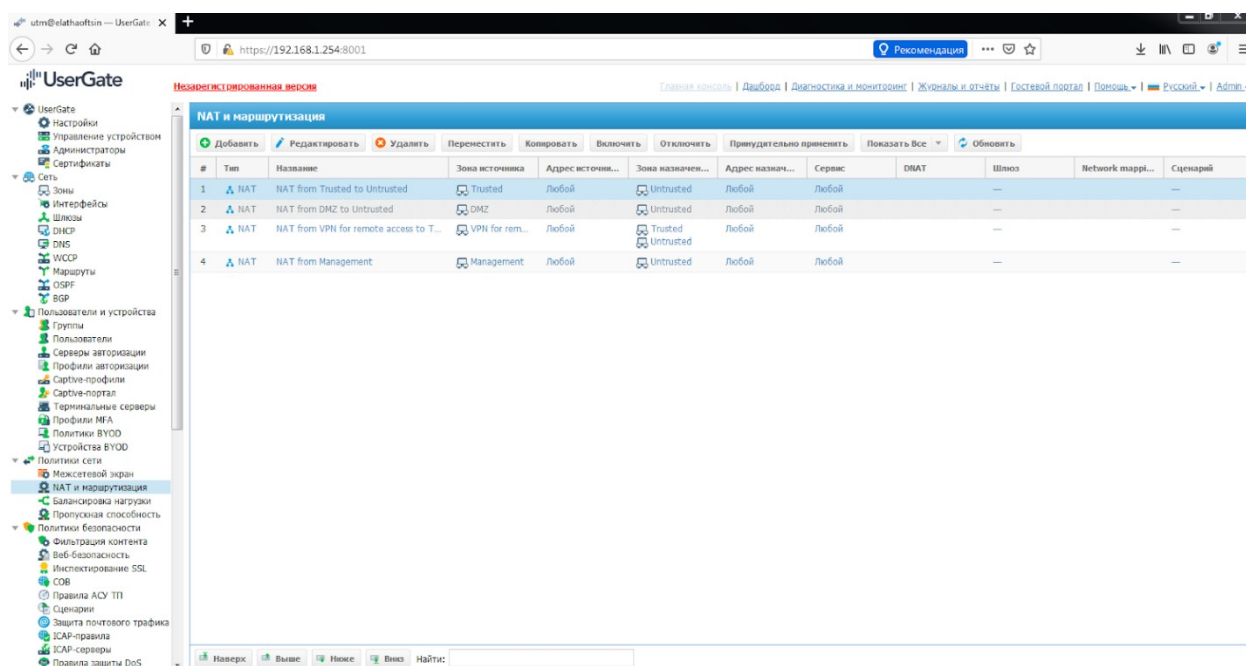 utm@elathaoftsin — UserGate
https://192.168.1.254:8001
Рекомендация
UserGate
Незарегистрированная версия
Главная консоль | Дашборд | Диагностика и мониторинг | Журналы и отчёты | Гостевой портал | Помощь | Русский | Admin
UserGate
Настройки
Управление устройством
Администраторы
Сертификаты
Сеть
Зоны
Интерфейсы
Шлюзы
DHCP
DNS
WCCP
Маршруты
OSPF
BGP
Пользователи и устройства
Группы
Пользователи
Серверы авторизации
Профили авторизации
Captive-профили
Captive-портал
Терминальные серверы
Профили MFA
Политики BYOD
Устройства BYOD
Политики сети
Межсетевой экран
NAT и маршрутизация
Балансировка нагрузки
Пропускная способность
Политики безопасности
Фильтрация контента
Веб-безопасность
Инспектирование SSL
СОВ
Правила АСУ ТП
Сценарии
Защита почтового трафика
ICAP-правила
ICAP-серверы
Правила защиты DoS
NAT и маршрутизация
Добавить Редактировать Удалить Переместить Копировать Включить Отключить Принудительно применить Показать Все Обновить
# Тип Название Зона источника Адрес источни... Зона назначен... Адрес назнач... Сервис DNAT Шлюз Network mappi... Сценарий
1 NAT NAT from Trusted to Untrusted Trusted Любой Untrusted Любой Любой — —
2 NAT NAT from DMZ to Untrusted DMZ Любой Untrusted Любой Любой — —
3 NAT NAT from VPN for remote access to T... VPN for rem... Любой Trusted Любой Любой — —
Untrusted
4 NAT NAT from Management Management Любой Untrusted Любой Любой — —
Наверх Выше Ниже Вниз Найти: